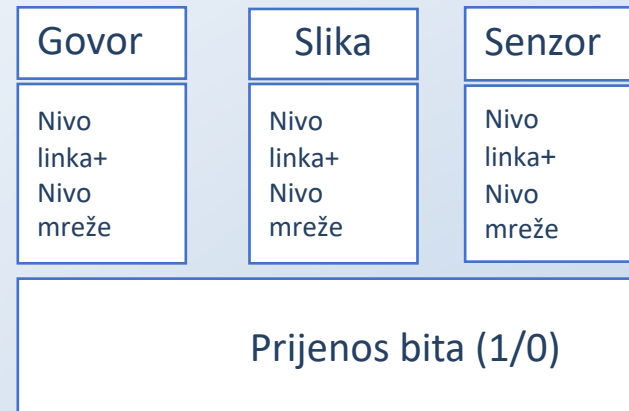 Govor
Slika
Senzor
Nivo
linka+
Nivo
mreže
Nivo
linka+
Nivo
mreže
Nivo
linka+
Nivo
mreže
Prijenos bita (1/0)